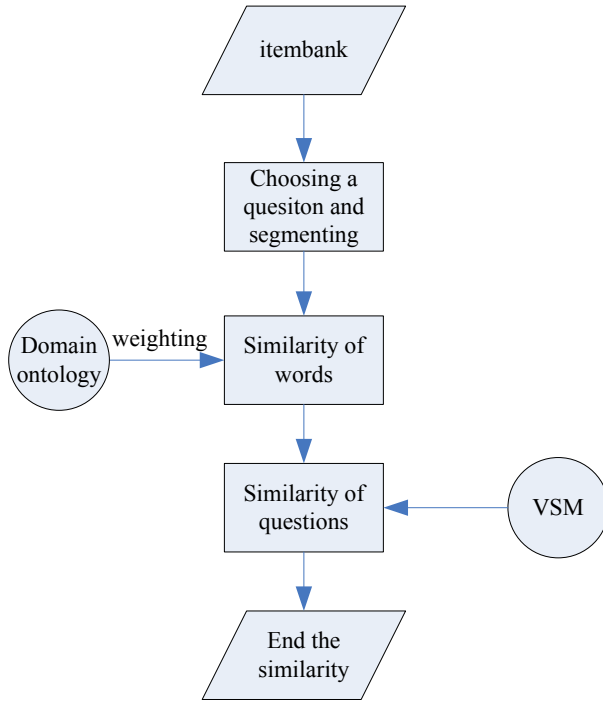 itembank
Choosing a
quesiton and
segmenting
weighting
Domain
ontology
Similarity of
words
Similarity of
questions
VSM
End the
similarity